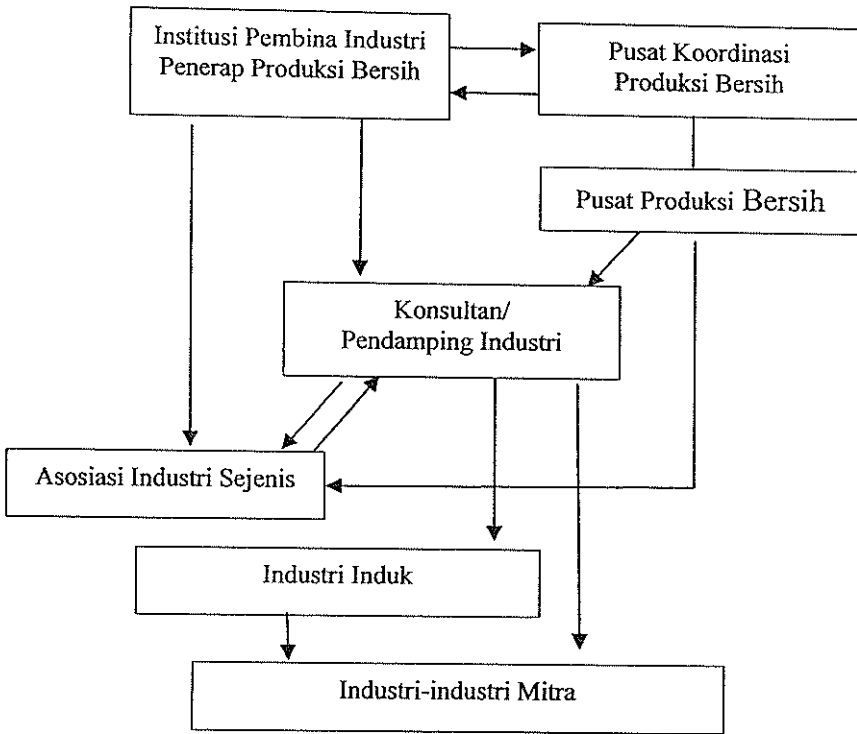 Institusi Pembina Industri
Penerap Produksi Bersih
Pusat Koordinasi
Produksi Bersih
Pusat Produksi Bersih
Konsultan/
Pendamping Industri
Asosiasi Industri Sejenis
Industri Induk
Industri-industri Mitra